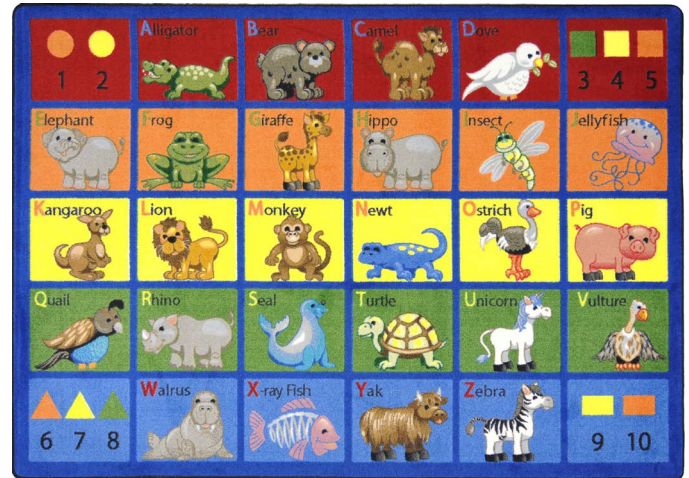 1 2
Alligator
Bear
Camel
Dove
3 4 5
Elephant
Frog
Giraffe
Hippo
Insect
Jellyfish
Kangaroo
Lion
Monkey
Newt
Ostrich
Pig
Quail
Rhino
Seal
Turtle
Unicorn
Vulture
6 7 8
Walrus
X-ray Fish
Yak
Zebra
9 10